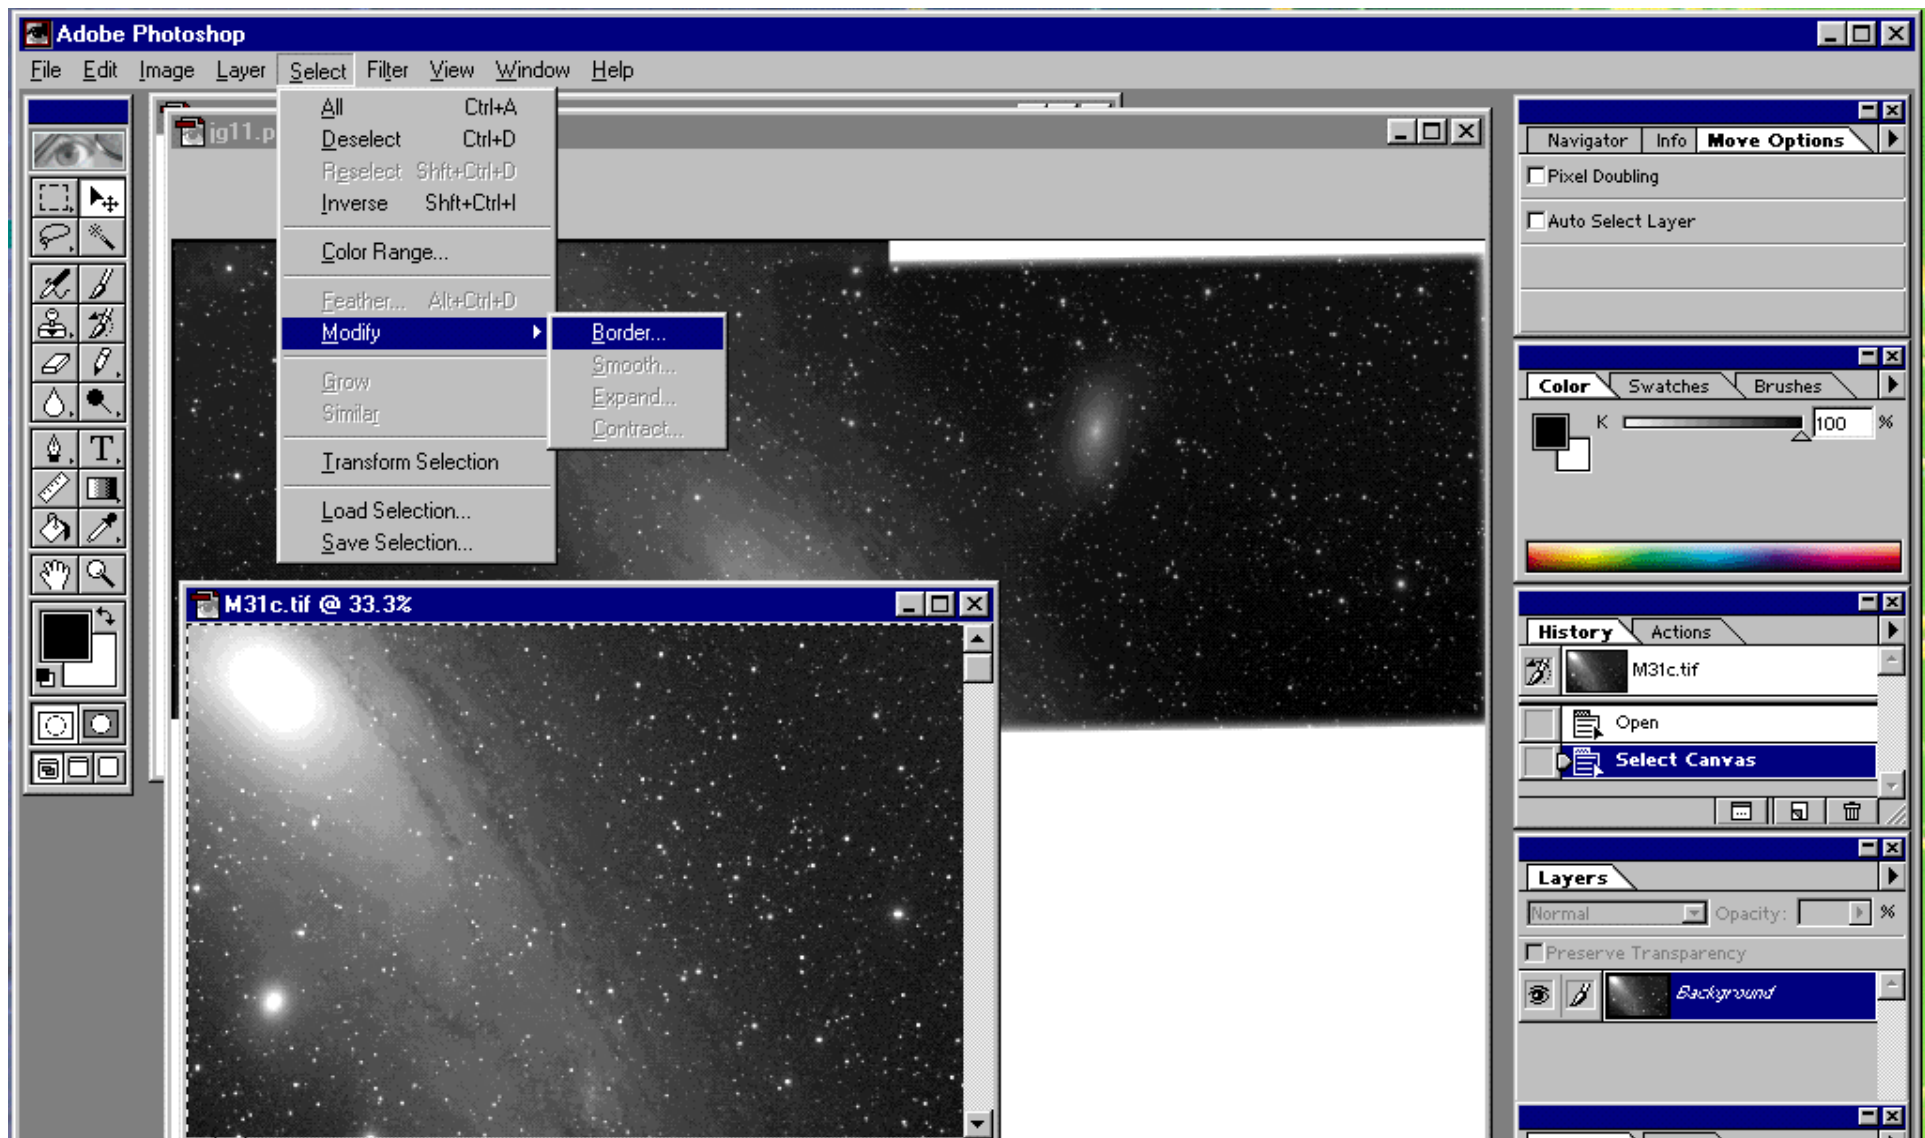 Adobe Photoshop
File Edit Image Layer Select Filter View Window Help
All Ctrl+A
Deselect Ctrl+D
Reselect Shft+Ctrl+D
Inverse Shft+Ctrl+I
Color Range...
Feather... Alt+Ctrl+D
Modify
Grow
Similar
Transform Selection
Load Selection...
Save Selection...
Border...
Smooth...
Expand...
Contract...
jg11.p
M31c.tif @ 33.3%
T
Navigator Info Move Options
Pixel Doubling
Auto Select Layer
Color Swatches Brushes
K 100 %
History Actions
M31c.tif
Open
Select Canvas
Layers
Normal Opacity: %
Preserve Transparency
Background